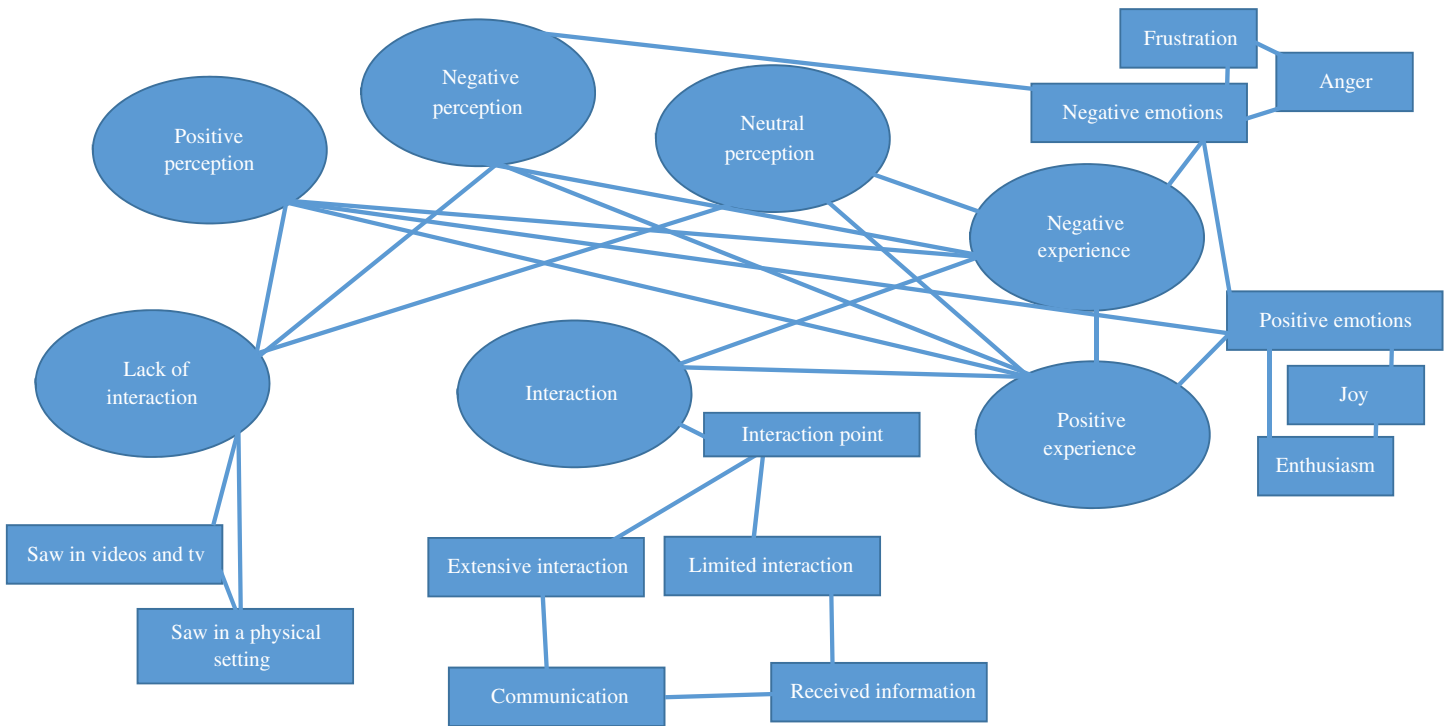 Frustration
Negative
perception
Anger
Negative emotions
Neutral
perception
Positive
perception
Negative
experience
Positive emotions
Lack of
interaction
Interaction
Joy
Positive
experience
Interaction point
Enthusiasm
Saw in videos and tv
Extensive interaction
Limited interaction
Saw in a physical
setting
Communication
Received information